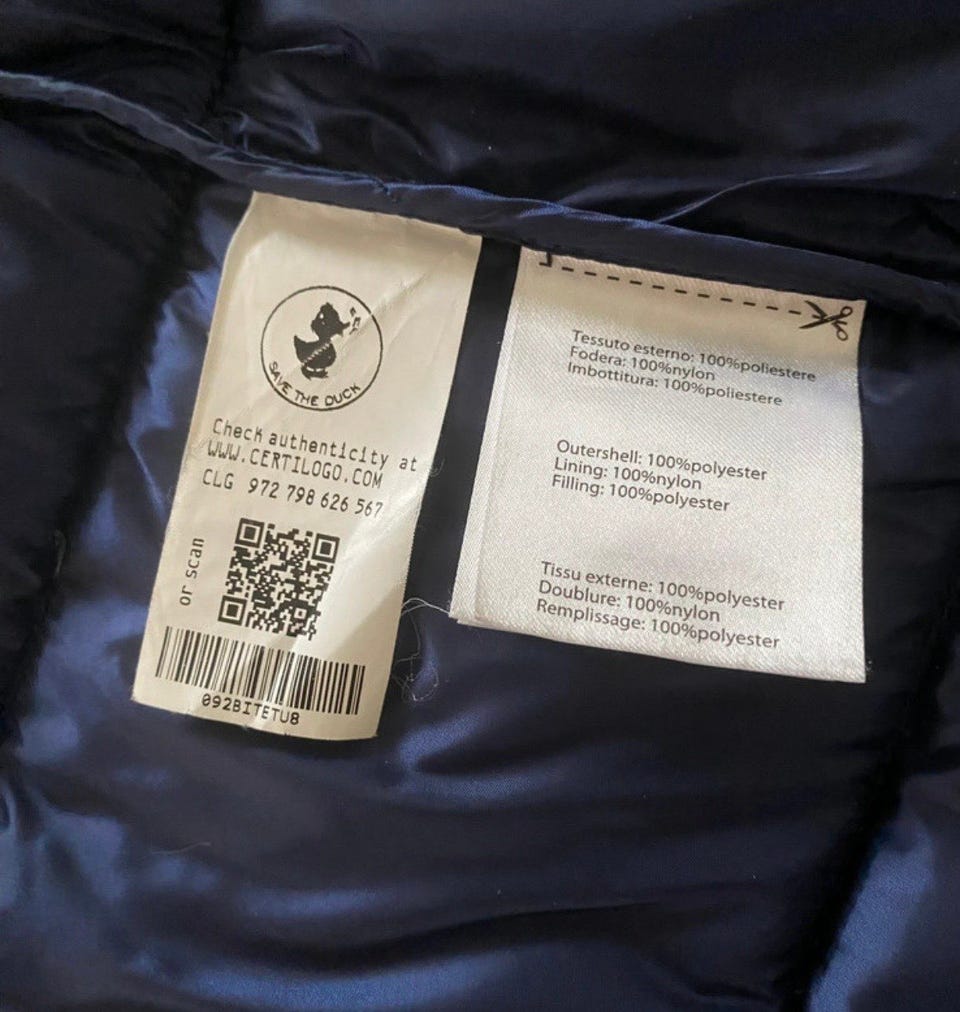 SAVE THE DUCK
Check authenticity at
WWW.CERTILOGO.COM
CLG 972 798 626 567
or scan
092BITETU8
Tessuto esterno: 100%poliestere
Fodera: 100%nylon
Imbottitura: 100%poliestere
Outershell: 100%polyester
Lining: 100%nylon
Filling: 100%polyester
Tissu externe: 100%polyester
Doublure: 100%nylon
Remplissage: 100%polyester